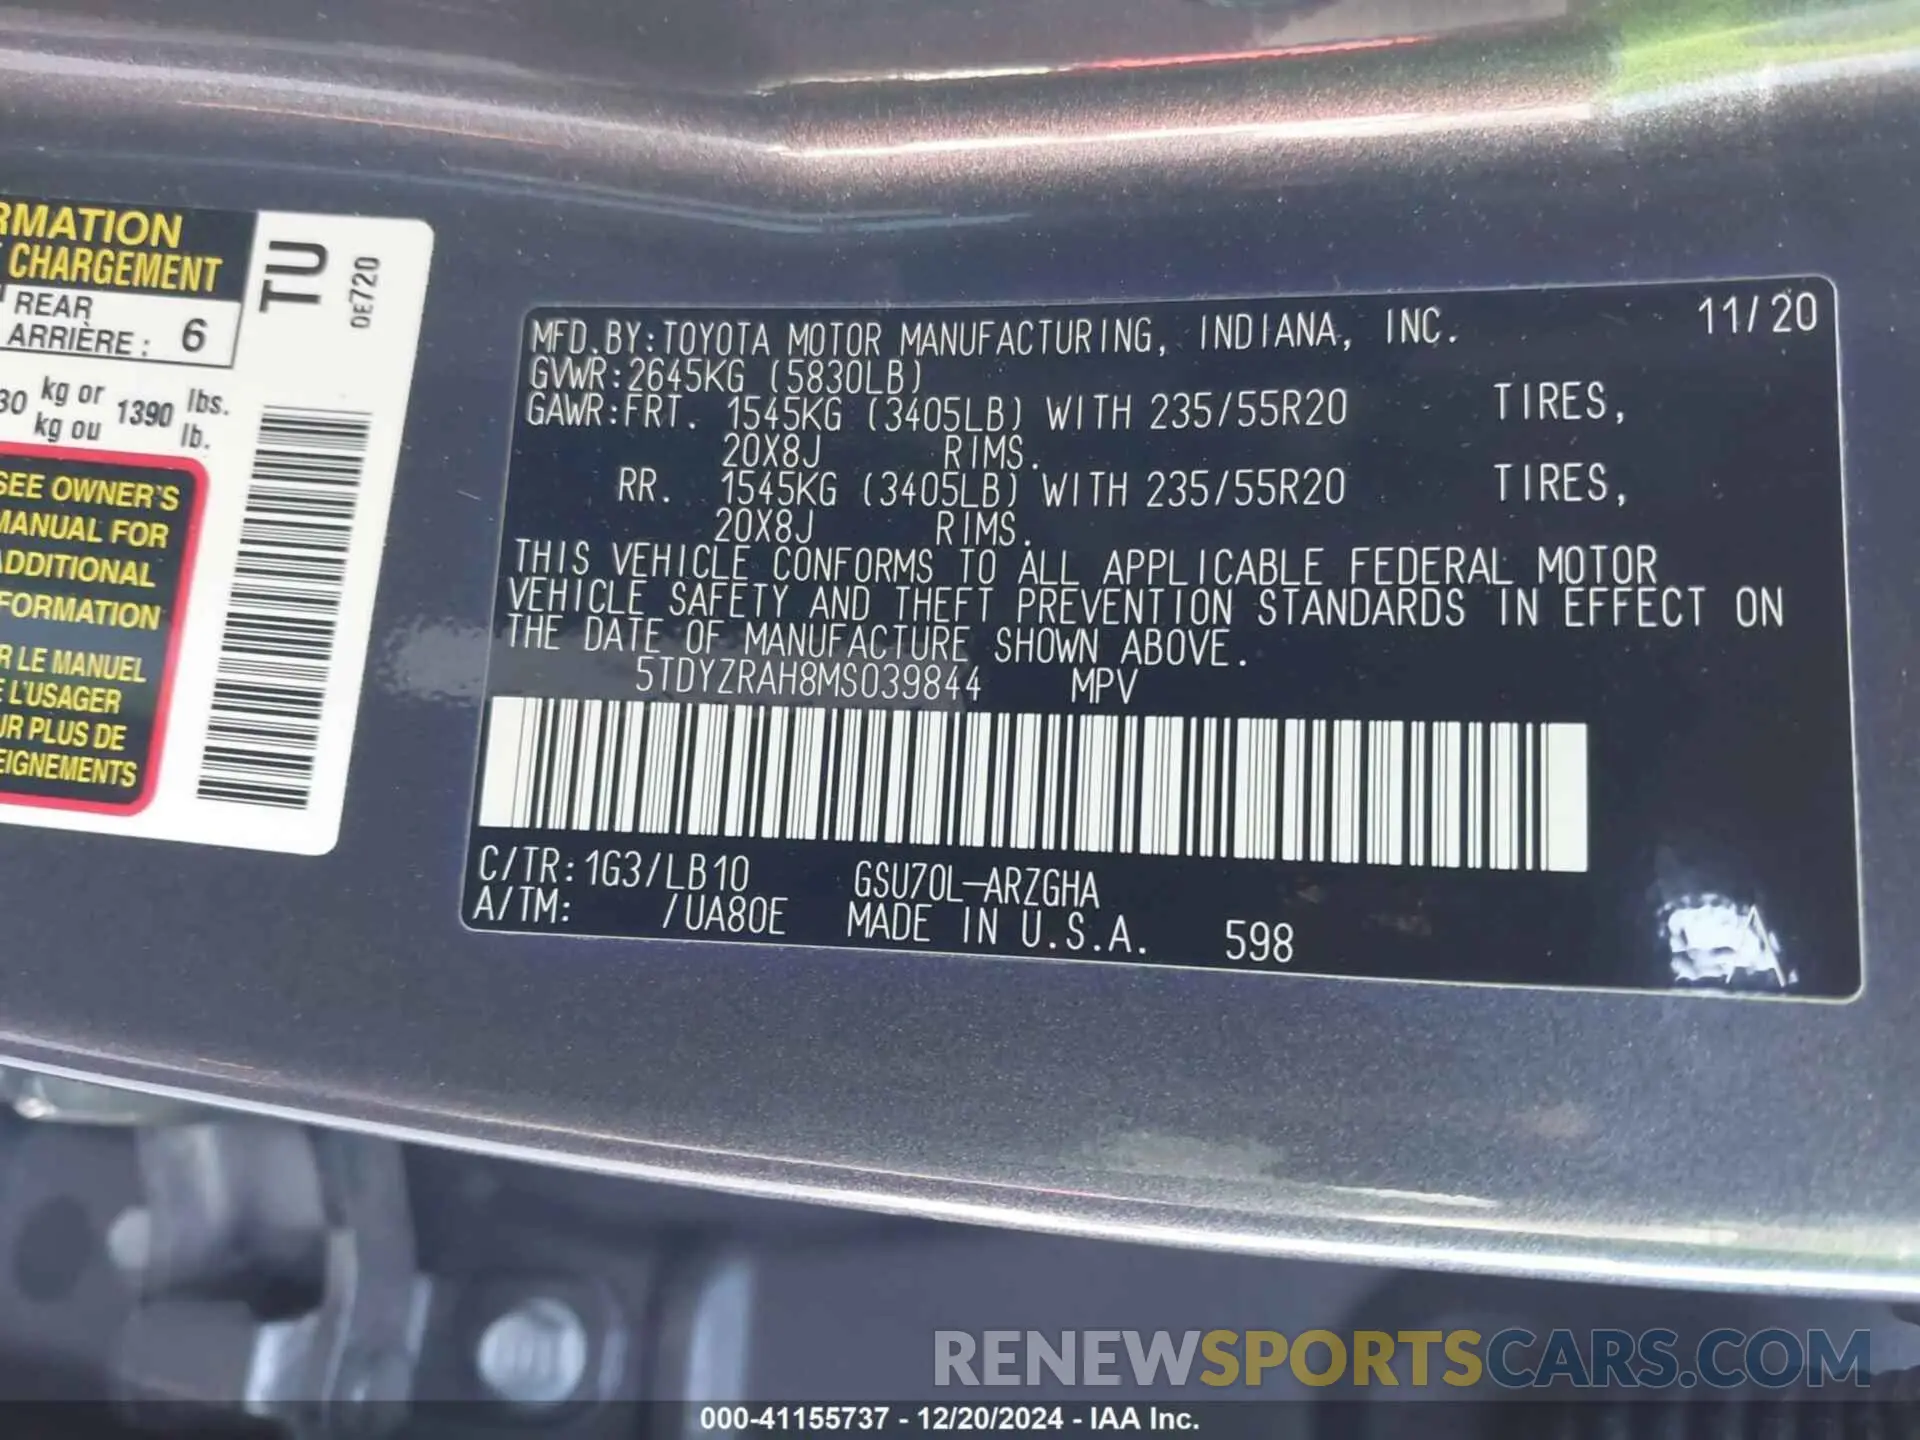 RMATION
CHARGEMENT
REAR
ARRIÈRE : 6
30 kg or 1390 lbs.
kg ou lb.
SEE OWNER'S
MANUAL FOR
ADDITIONAL
FORMATION
R LE MANUEL
L'USAGER
UR PLUS DE
EIGNEMENTS
TU
0E720
11/20
MFD.BY:TOYOTA MOTOR MANUFACTURING, INDIANA, INC.
GVWR:2645KG (5830LB)
GAWR:FRT. 1545KG (3405LB) WITH 235/55R20 TIRES,
20X8J RIMS.
RR. 1545KG (3405LB) WITH 235/55R20 TIRES,
20X8J RIMS.
THIS VEHICLE CONFORMS TO ALL APPLICABLE FEDERAL MOTOR
VEHICLE SAFETY AND THEFT PREVENTION STANDARDS IN EFFECT ON
THE DATE OF MANUFACTURE SHOWN ABOVE.
5TDYZRAH8MS039844 MPV
C/TR:1G3/LB10 GSU70L-ARZGHA
A/TM: /UA80E MADE IN U.S.A. 598
RENEWSPORTSCARS.COM
000-41155737 - 12/20/2024 - IAA Inc.